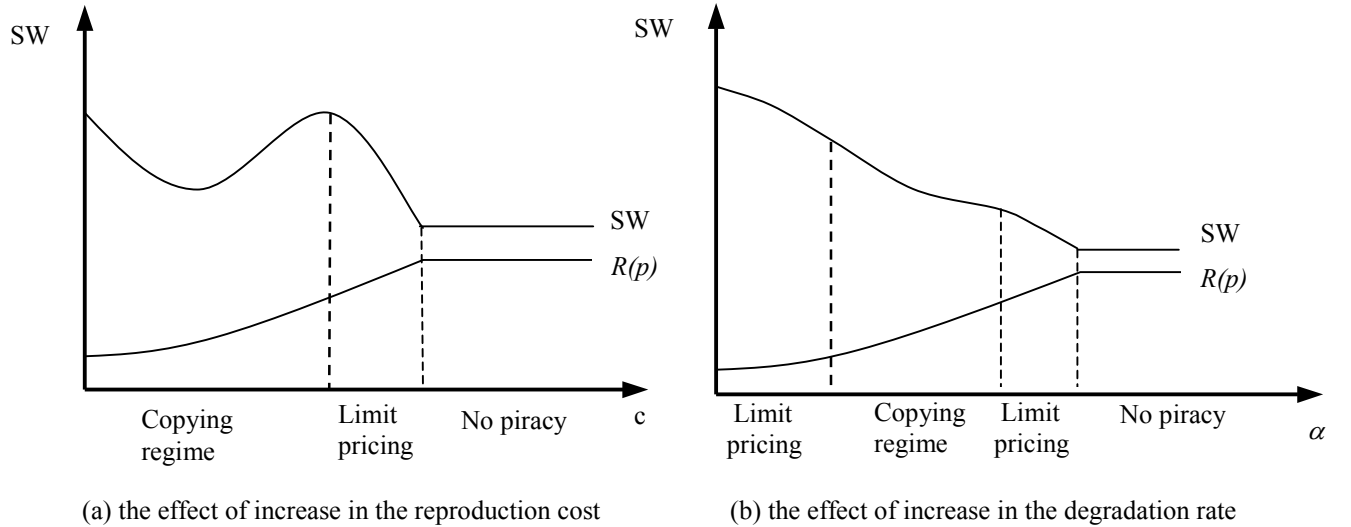 SW
SW
R(p)
Copying
regime
Limit
pricing
No piracy
c
(a) the effect of increase in the reproduction cost
SW
SW
R(p)
Limit
pricing
Copying
regime
Limit
pricing
No piracy
α
(b) the effect of increase in the degradation rate